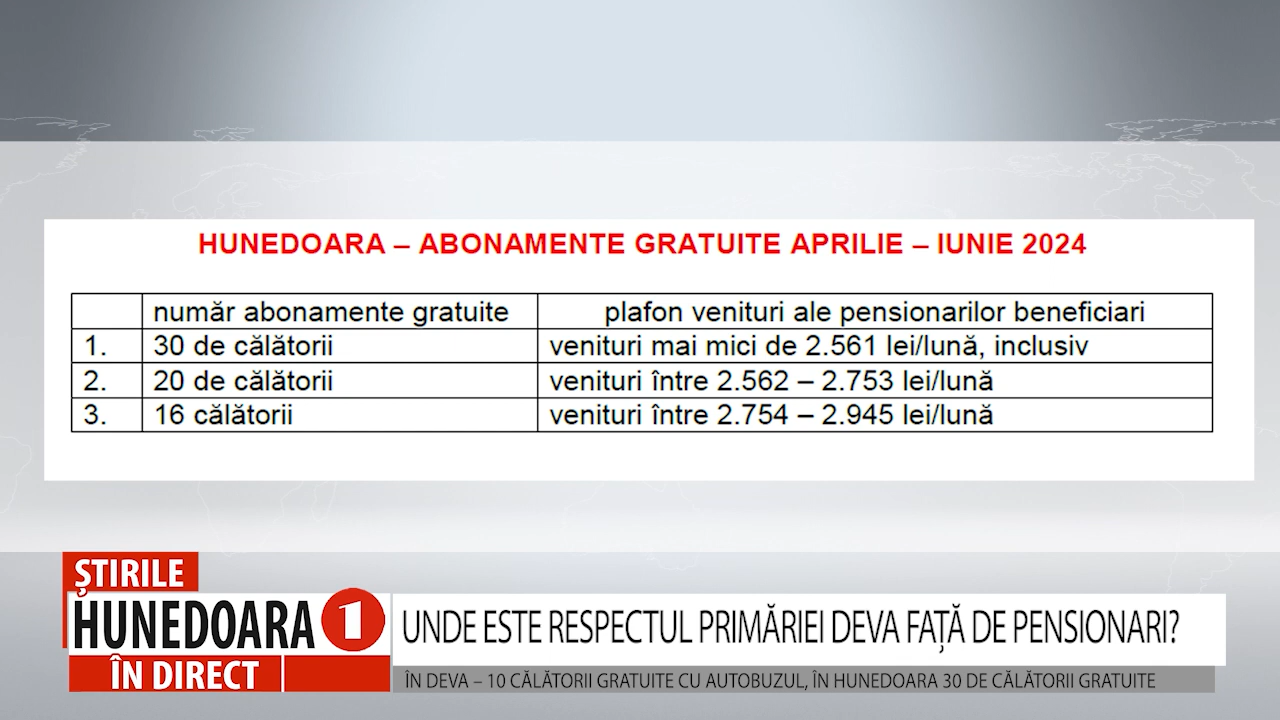 HUNEDOARA – ABONAMENTE GRATUITE APRILIE – IUNIE 2024
număr abonamente gratuite plafon venituri ale pensionarilor beneficiari
1. 30 de călătorii venituri mai mici de 2.561 lei/lună, inclusiv
2. 20 de călătorii venituri între 2.562 – 2.753 lei/lună
3. 16 călătorii venituri între 2.754 – 2.945 lei/lună
ȘTIRILE
HUNEDOARA 1
ÎN DIRECT
UNDE ESTE RESPECTUL PRIMĂRIEI DEVA FAȚĂ DE PENSIONARI?
ÎN DEVA – 10 CĂLĂTORII GRATUITE CU AUTOBUZUL, ÎN HUNEDOARA 30 DE CĂLĂTORII GRATUITE